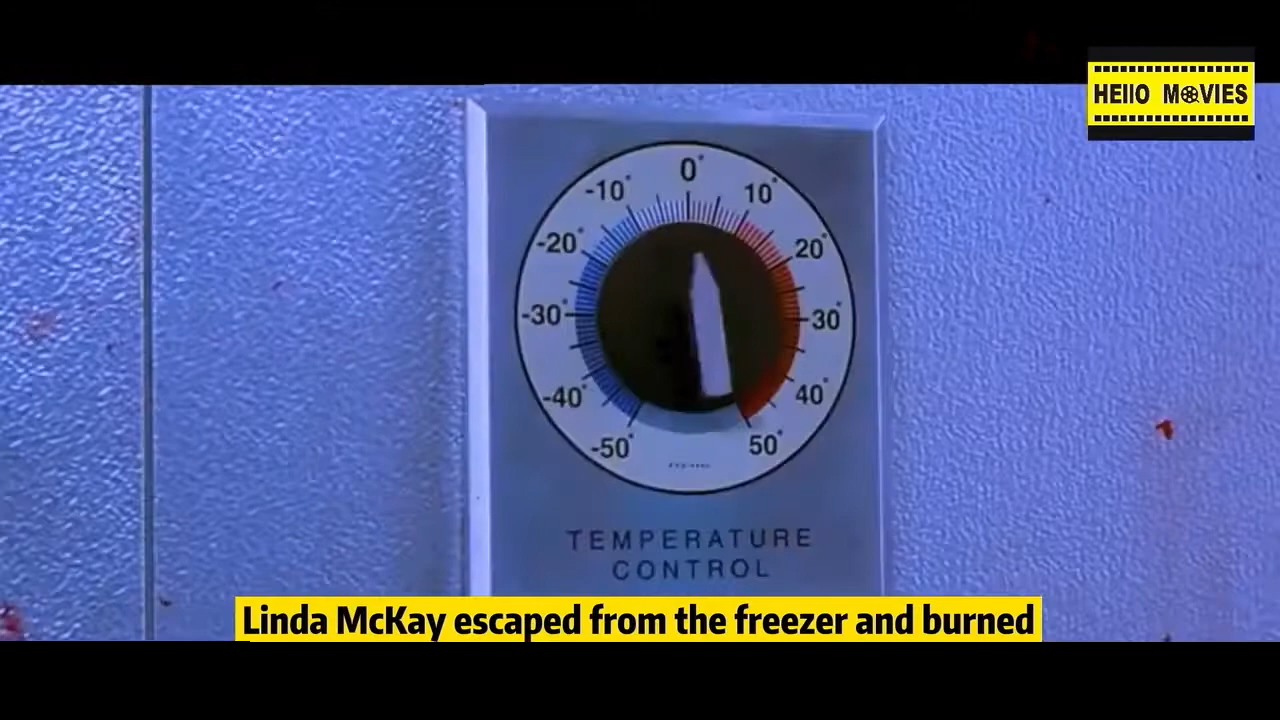 HEllO MOVIES
0°
-10°
10°
-20°
20°
-30°
30°
-40°
40°
-50°
50°
TEMPERATURE
CONTROL
Linda McKay escaped from the freezer and burned